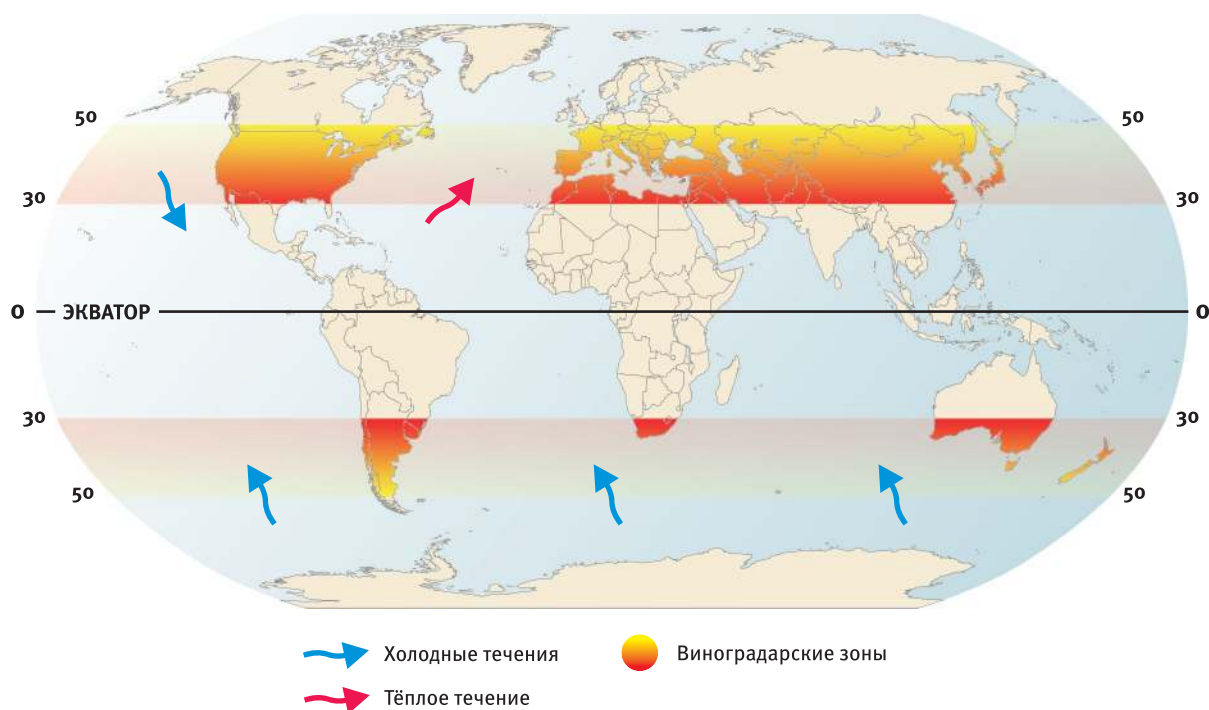 50 50
30 30
0 ЭКВАТОР 0
30 30
50 50
Холодные течения
Виноградарские зоны
Тёплое течение